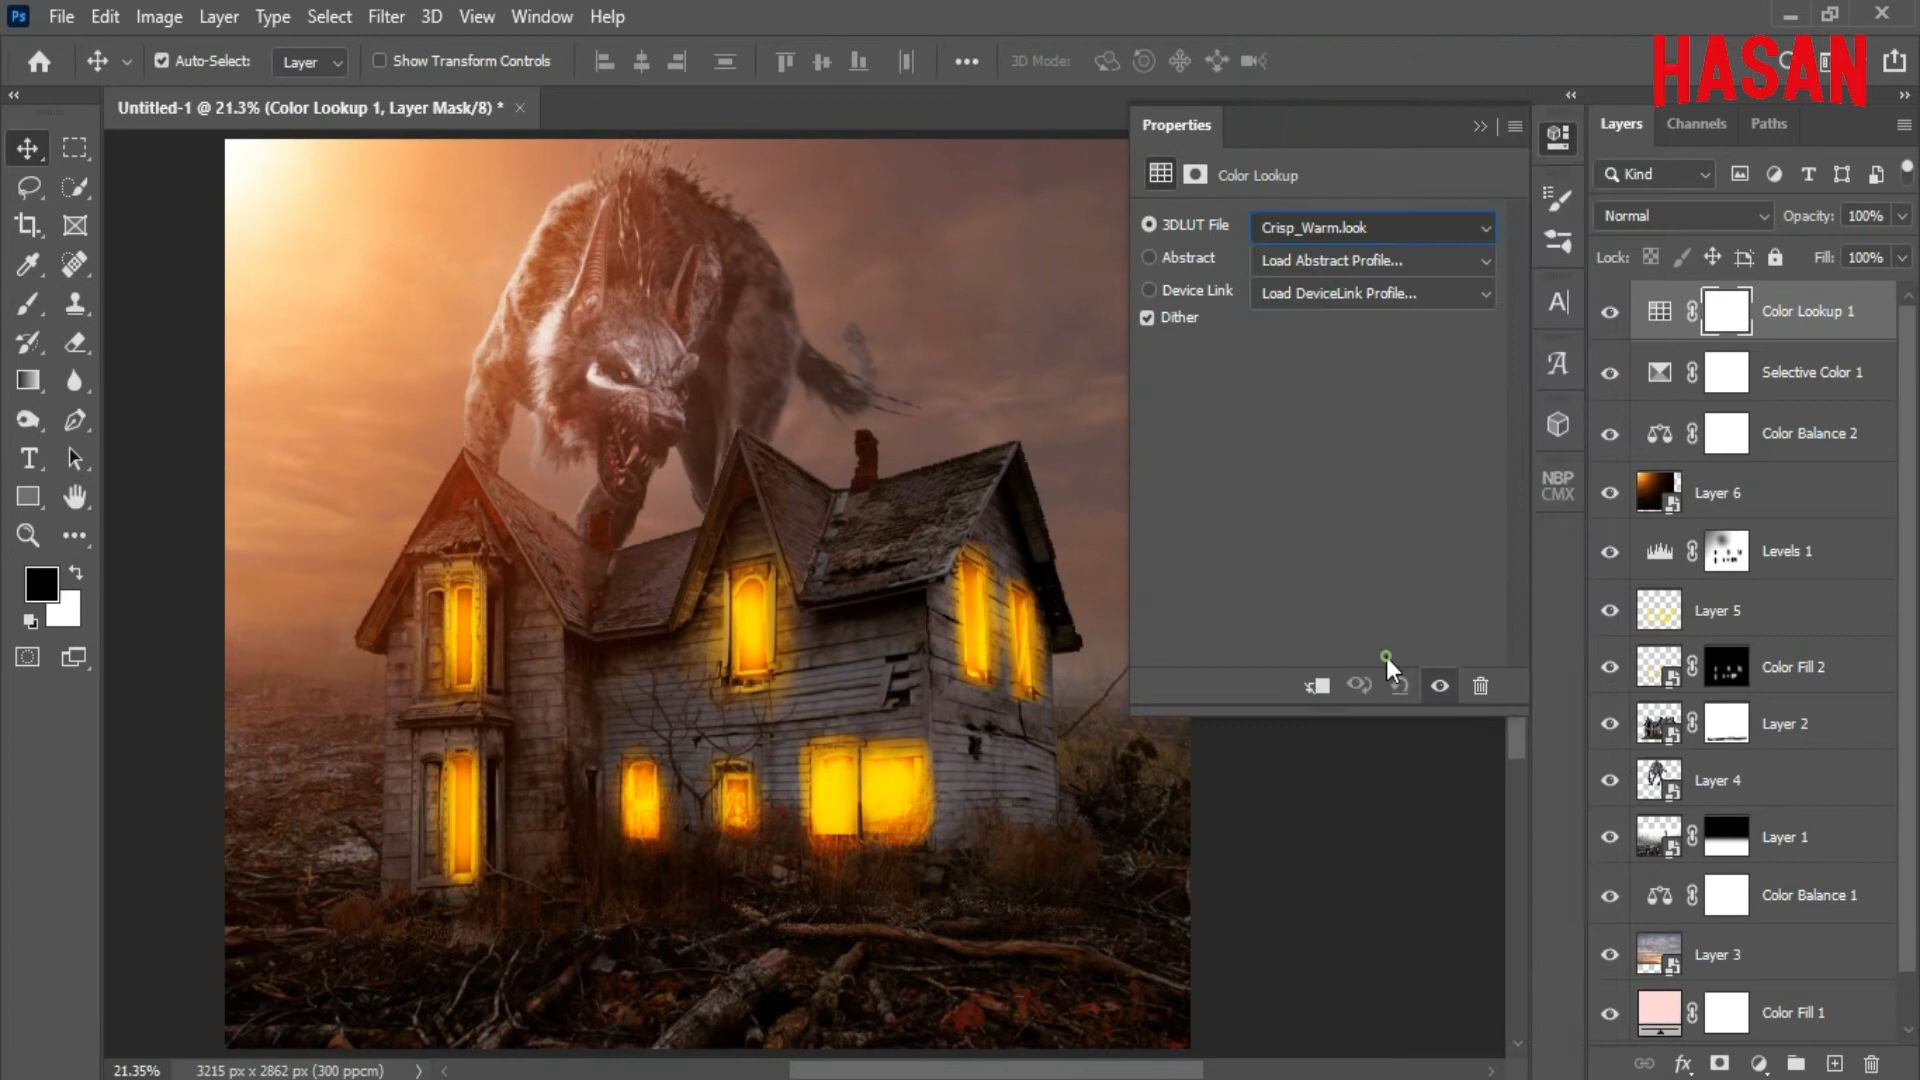 Ps File Edit Image Layer Type Select Filter 3D View Window Help
Auto-Select: Layer Show Transform Controls 3D Mode:
HASAN
Untitled-1 @ 21.3% (Color Lookup 1, Layer Mask/8) *
Properties
Color Lookup
3DLUT File Crisp_Warm.look
Abstract Load Abstract Profile...
Device Link Load DeviceLink Profile...
Dither
NBP
CMX
Layers Channels Paths
Kind
Normal Opacity: 100%
Lock: Fill: 100%
Color Lookup 1
Selective Color 1
Color Balance 2
Layer 6
Levels 1
Layer 5
Color Fill 2
Layer 2
Layer 4
Layer 1
Color Balance 1
Layer 3
Color Fill 1
fx
21.35% 3215 px x 2862 px (300 ppcm)